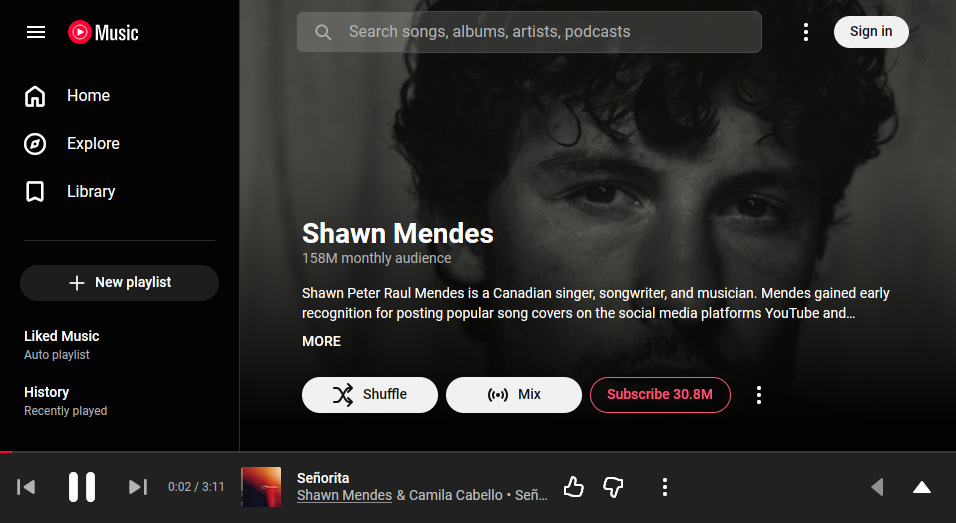 Music
Search songs, albums, artists, podcasts
Sign in
Home
Explore
Library
New playlist
Liked Music
Auto playlist
History
Recently played
Shawn Mendes
158M monthly audience
Shawn Peter Raul Mendes is a Canadian singer, songwriter, and musician. Mendes gained early
recognition for posting popular song covers on the social media platforms YouTube and…
MORE
Shuffle
Mix
Subscribe 30.8M
0:02 / 3:11
Señorita
Shawn Mendes & Camila Cabello • Señ…